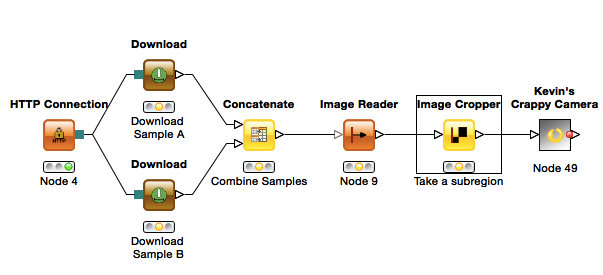 Download
HTTP Connection
HTTP
Node 4
Download
Sample A
Download
Download
Sample B
Concatenate
Combine Samples
Image Reader
Node 9
Image Cropper
Take a subregion
Kevin's
Crappy Camera
Node 49